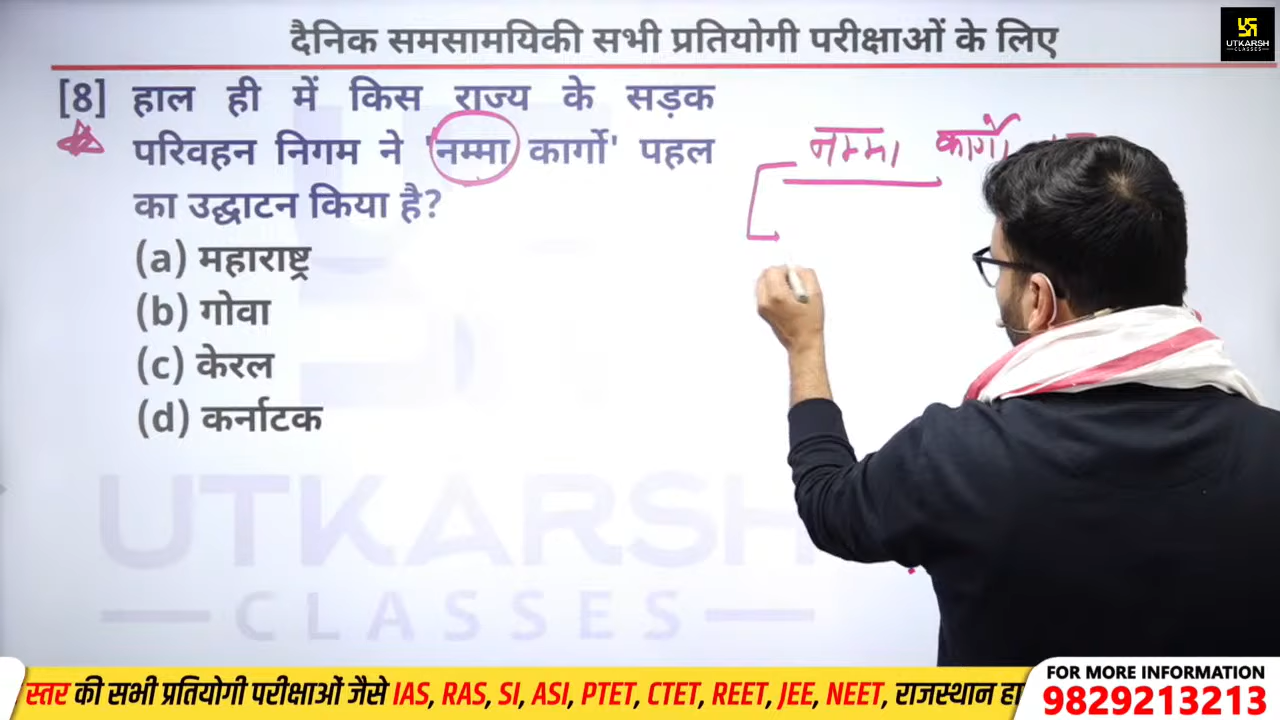 दैनिक समसामयिकी सभी प्रतियोगी परीक्षाओं के लिए
UTKARSH
CLASSES
[8] हाल ही में किस राज्य के सड़क
परिवहन निगम ने 'नम्मा कार्गो' पहल
का उद्घाटन किया है?
(a) महाराष्ट्र
(b) गोवा
(c) केरल
(d) कर्नाटक
नम्मा कार्गो
UTKARSH
CLASSES
स्तर की सभी प्रतियोगी परीक्षाओं जैसे IAS, RAS, SI, ASI, PTET, CTET, REET, JEE, NEET, राजस्थान
FOR MORE INFORMATION
9829213213